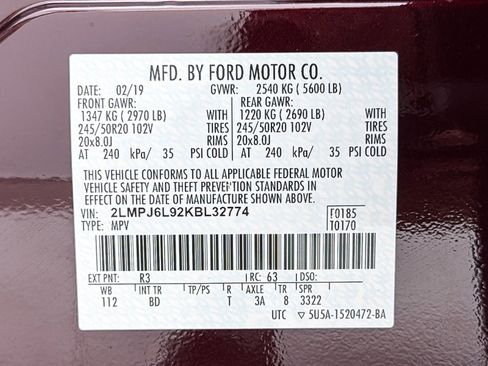 MFD. BY FORD MOTOR CO.
DATE: 02/19 GVWR: 2540 KG ( 5600 LB)
FRONT GAWR: REAR GAWR:
1347 KG ( 2970 LB) WITH 1220 KG ( 2690 LB) WITH
245/50R20 102V TIRES 245/50R20 102V TIRES
20x8.0J RIMS 20x8.0J RIMS
AT 240 kPa/ 35 PSI COLD AT 240 kPa/ 35 PSI COLD
THIS VEHICLE CONFORMS TO ALL APPLICABLE FEDERAL MOTOR
VEHICLE SAFETY AND THEFT PREVENTION STANDARDS IN
EFFECT ON THE DATE OF MANUFACTURE SHOWN ABOVE.
VIN: 2LMPJ6L92KBL32774 F0185
TYPE: MPV T0170
EXT PNT: R3 RC: 63 DSO:
WB INT TR TP/PS R AXLE TR SPR
112 BD T 3A 8 3322
UTC ▽ 5U5A-1520472-BA